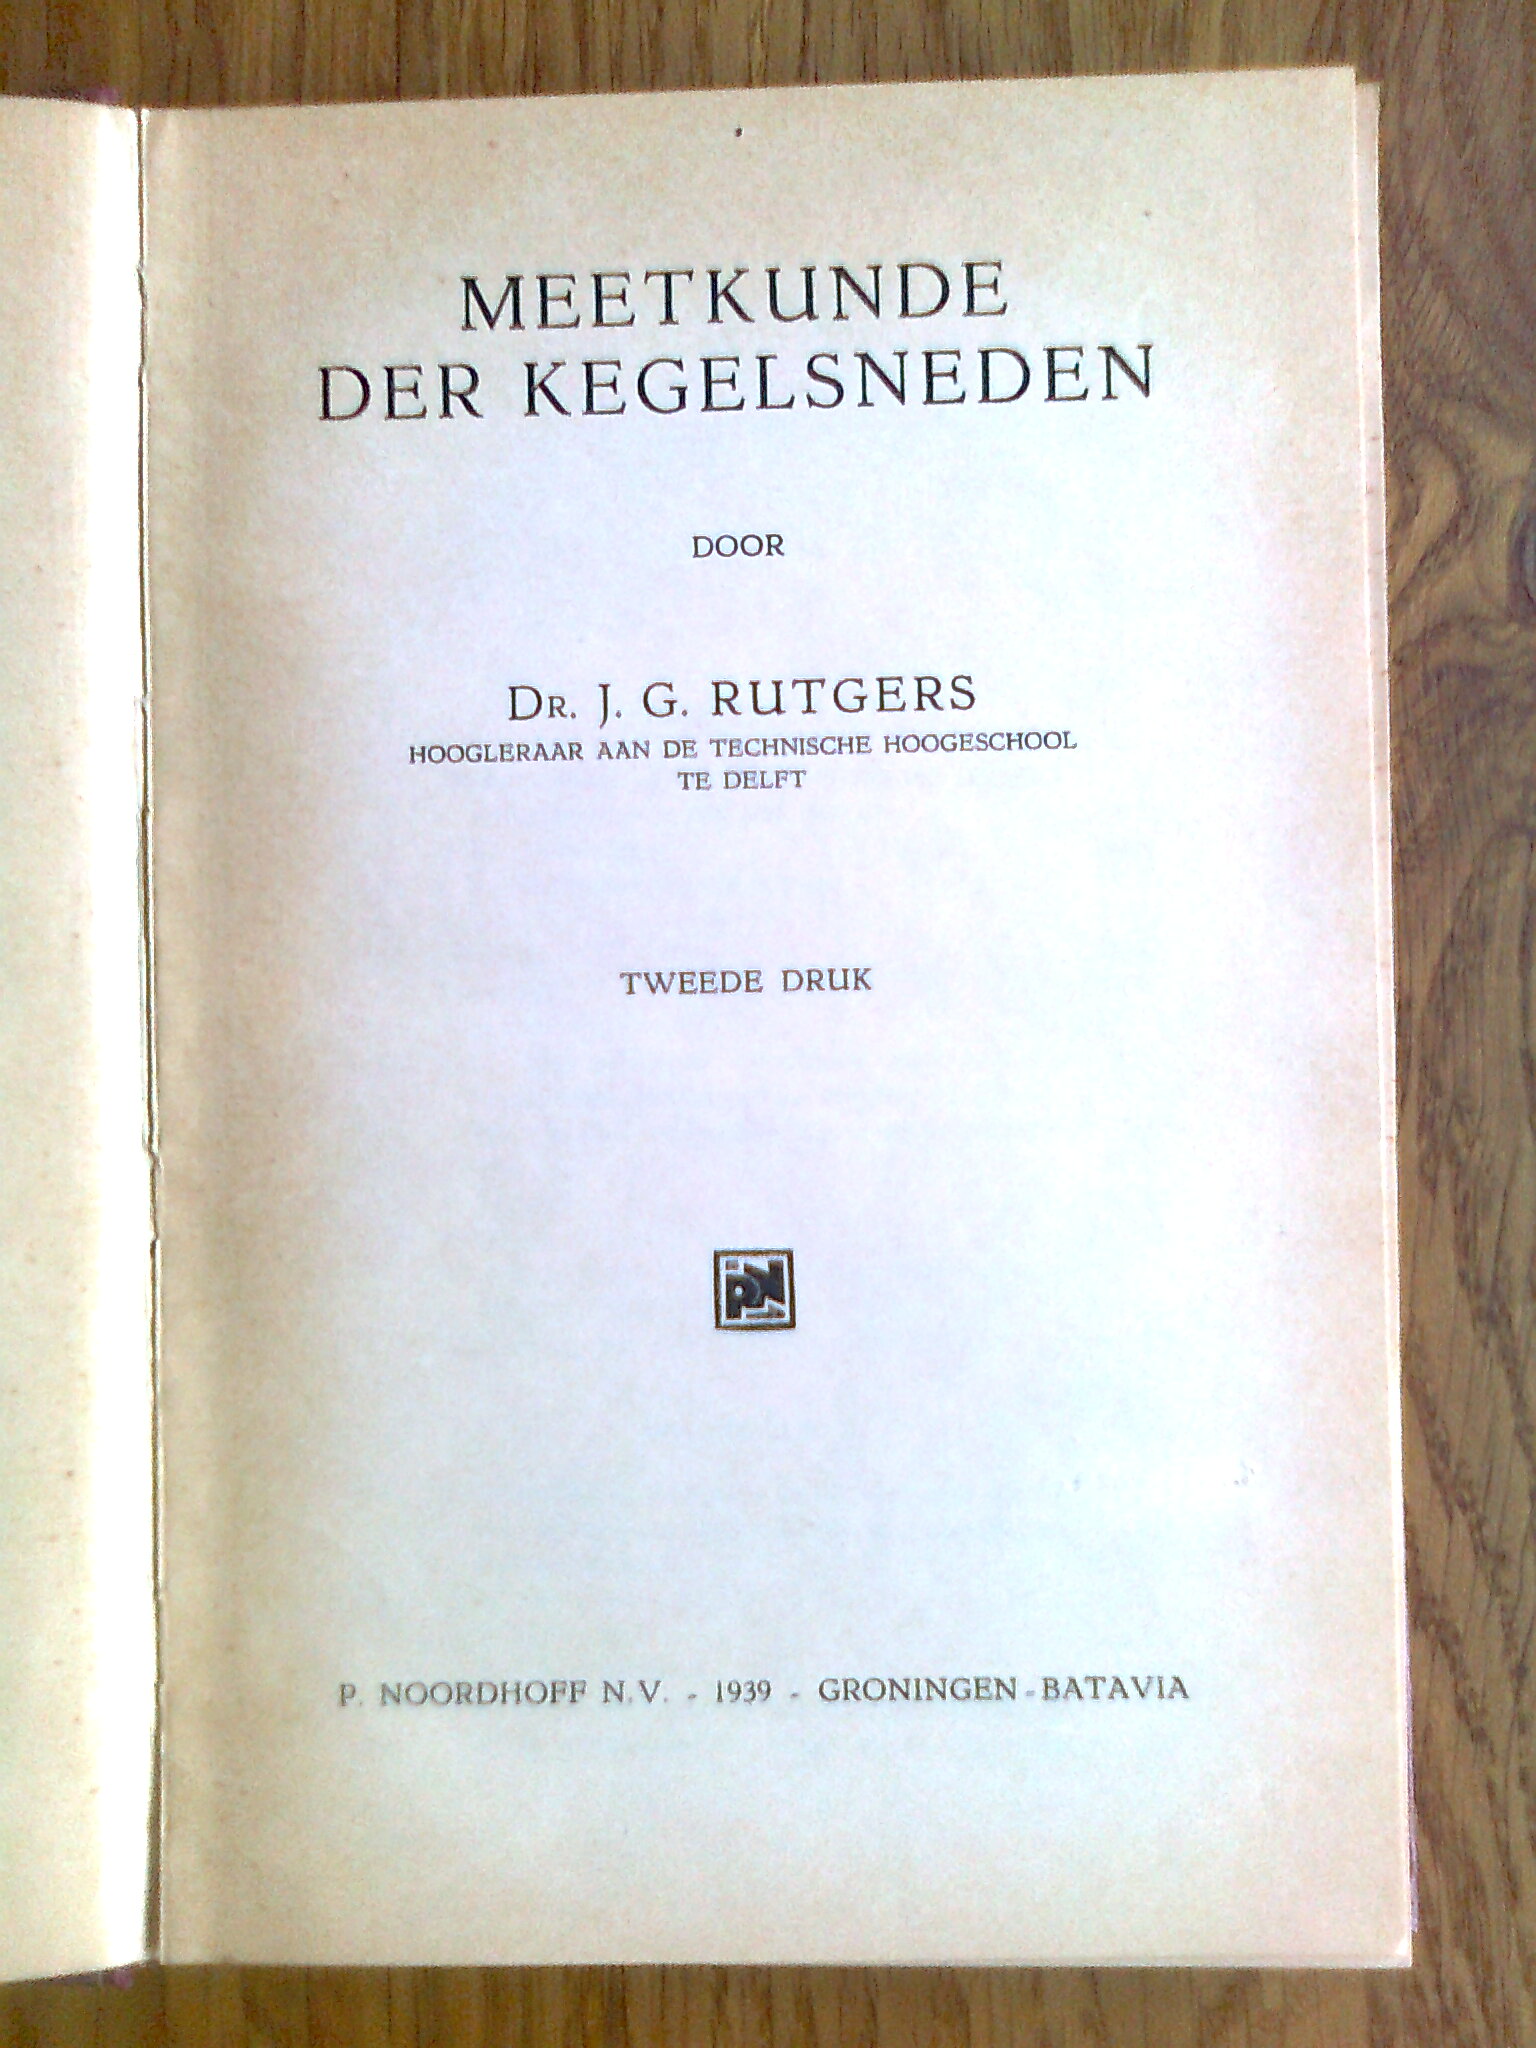 MEETKUNDE
DER KEGELSNEDEN
DOOR
DR. J. G. RUTGERS
HOOGLERAAR AAN DE TECHNISCHE HOOGESCHOOL
TE DELFT
TWEEDE DRUK
PN
P. NOORDHOFF N.V. - 1939 - GRONINGEN - BATAVIA